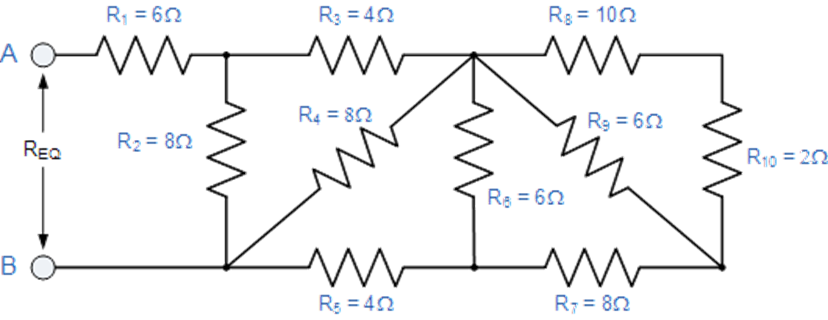 R₁ = 6Ω
R₃ = 4Ω
R₈ = 10Ω
A
R₄ = 8Ω
R₉ = 6Ω
R₂ = 8Ω
REQ
R₁₀ = 2Ω
R₆ = 6Ω
B
R₅ = 4Ω
R₇ = 8Ω